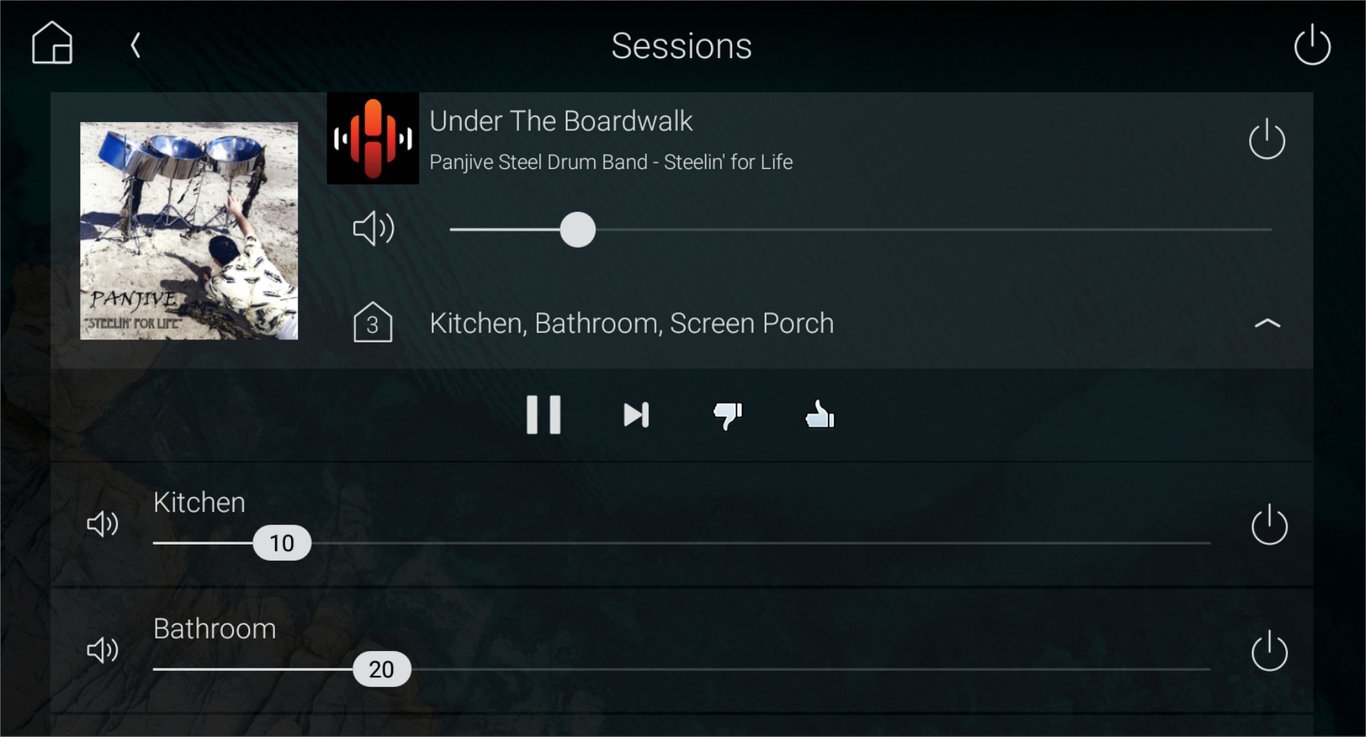 Sessions
Under The Boardwalk
Panjive Steel Drum Band - Steelin' for Life
PANJIVE
"STEELIN' FOR LIFE"
3
Kitchen, Bathroom, Screen Porch
Kitchen
10
Bathroom
20